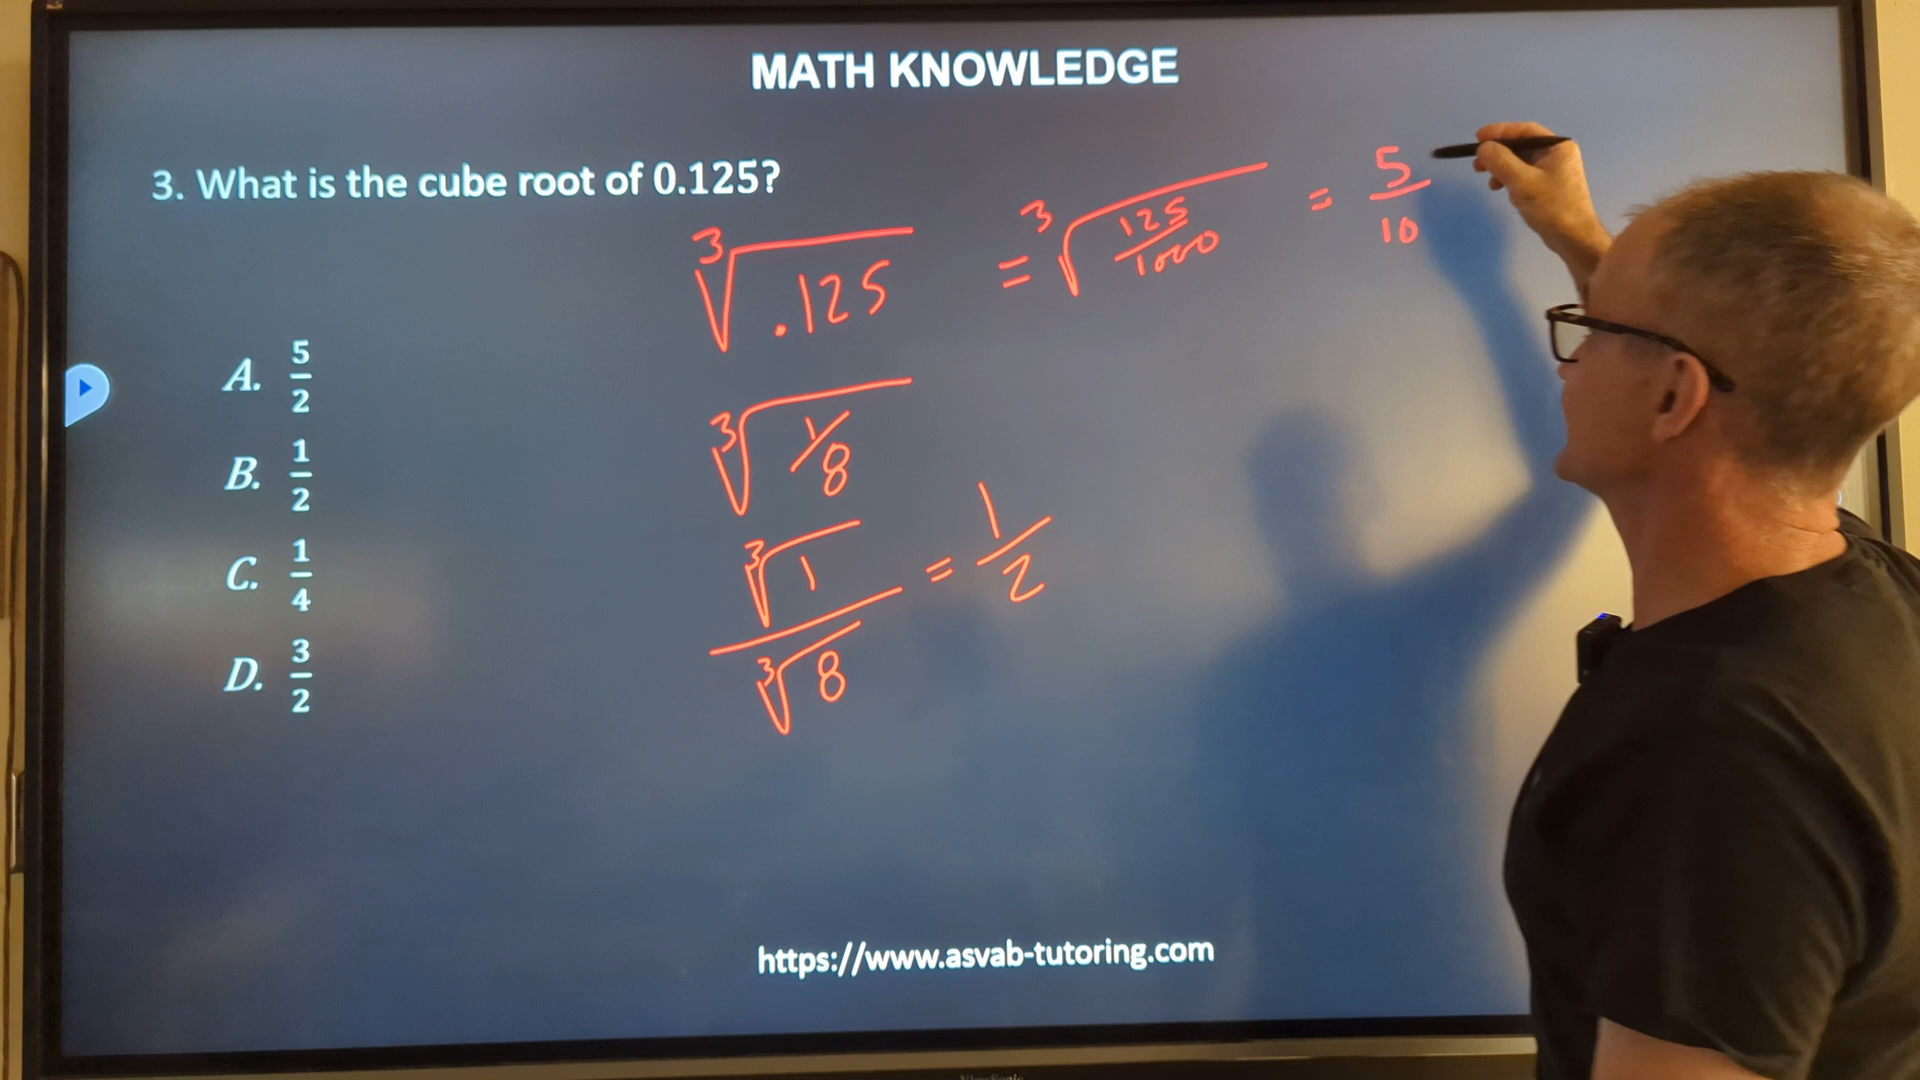 MATH KNOWLEDGE
3. What is the cube root of 0.125?
∛.125 = ∛(125/1000) = 5/10
A. 5/2
B. 1/2
C. 1/4
D. 3/2
∛(1/8)
∛1/∛8 = 1/2
https://www.asvab-tutoring.com
ViewSonic